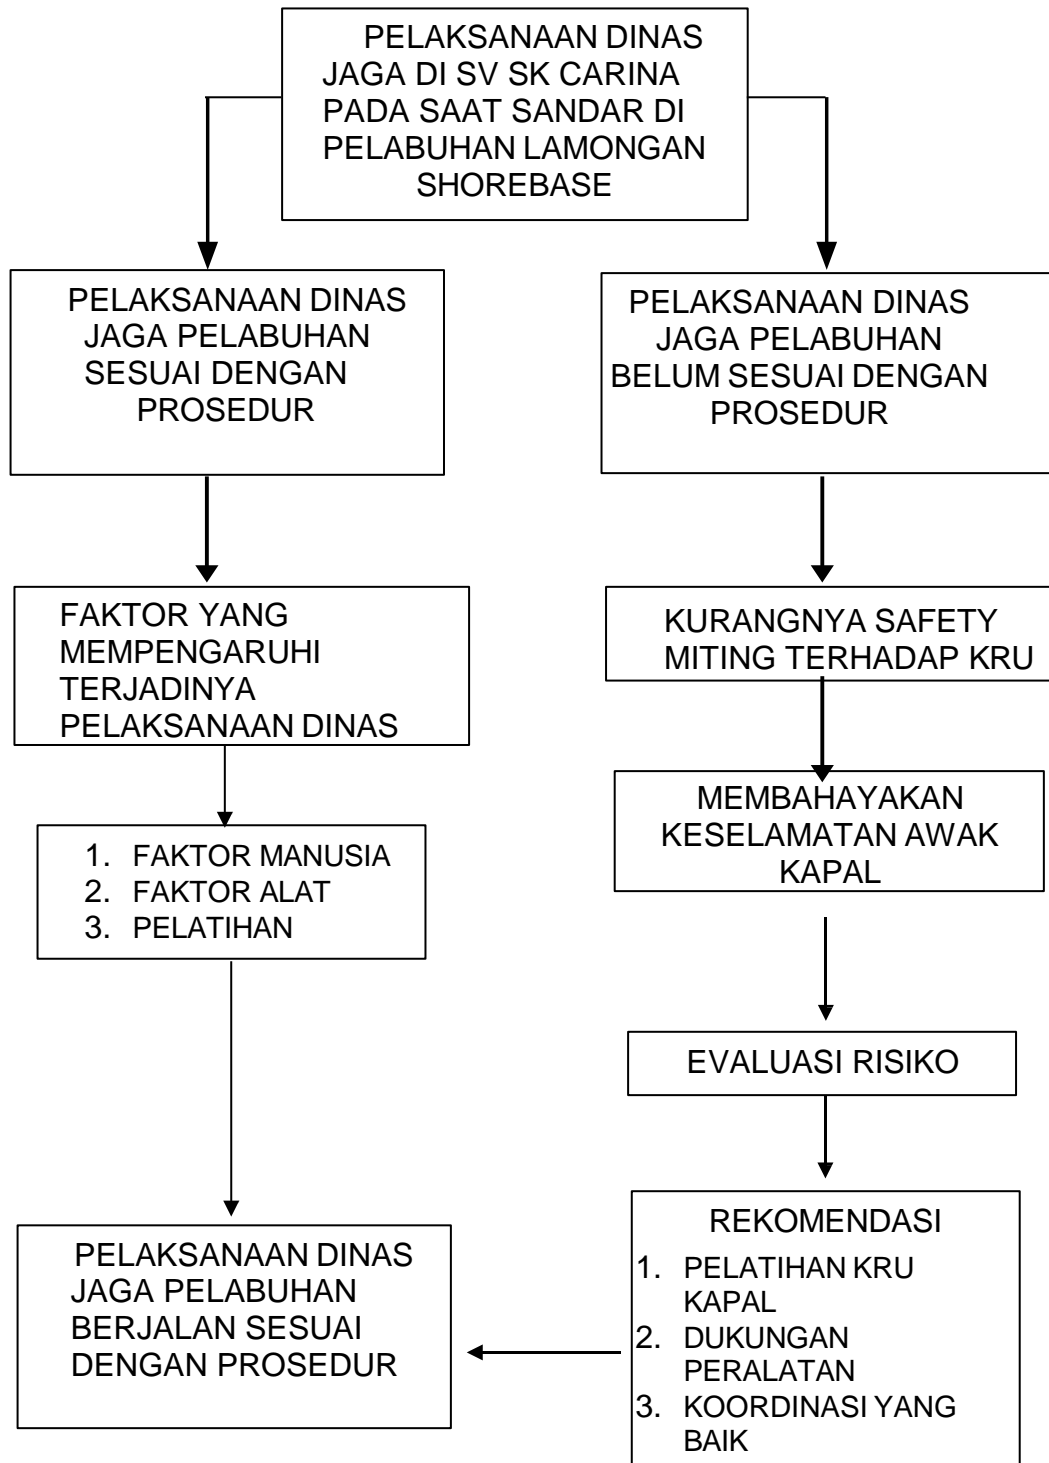 PELAKSANAAN DINAS
JAGA DI SV SK CARINA
PADA SAAT SANDAR DI
PELABUHAN LAMONGAN
SHOREBASE
PELAKSANAAN DINAS
JAGA PELABUHAN
SESUAI DENGAN
PROSEDUR
PELAKSANAAN DINAS
JAGA PELABUHAN
BELUM SESUAI DENGAN
PROSEDUR
FAKTOR YANG
MEMPENGARUHI
TERJADINYA
PELAKSANAAN DINAS
KURANGNYA SAFETY
MITING TERHADAP KRU
MEMBAHAYAKAN
KESELAMATAN AWAK
KAPAL
1. FAKTOR MANUSIA
2. FAKTOR ALAT
3. PELATIHAN
EVALUASI RISIKO
PELAKSANAAN DINAS
JAGA PELABUHAN
BERJALAN SESUAI
DENGAN PROSEDUR
REKOMENDASI
1. PELATIHAN KRU
KAPAL
2. DUKUNGAN
PERALATAN
3. KOORDINASI YANG
BAIK